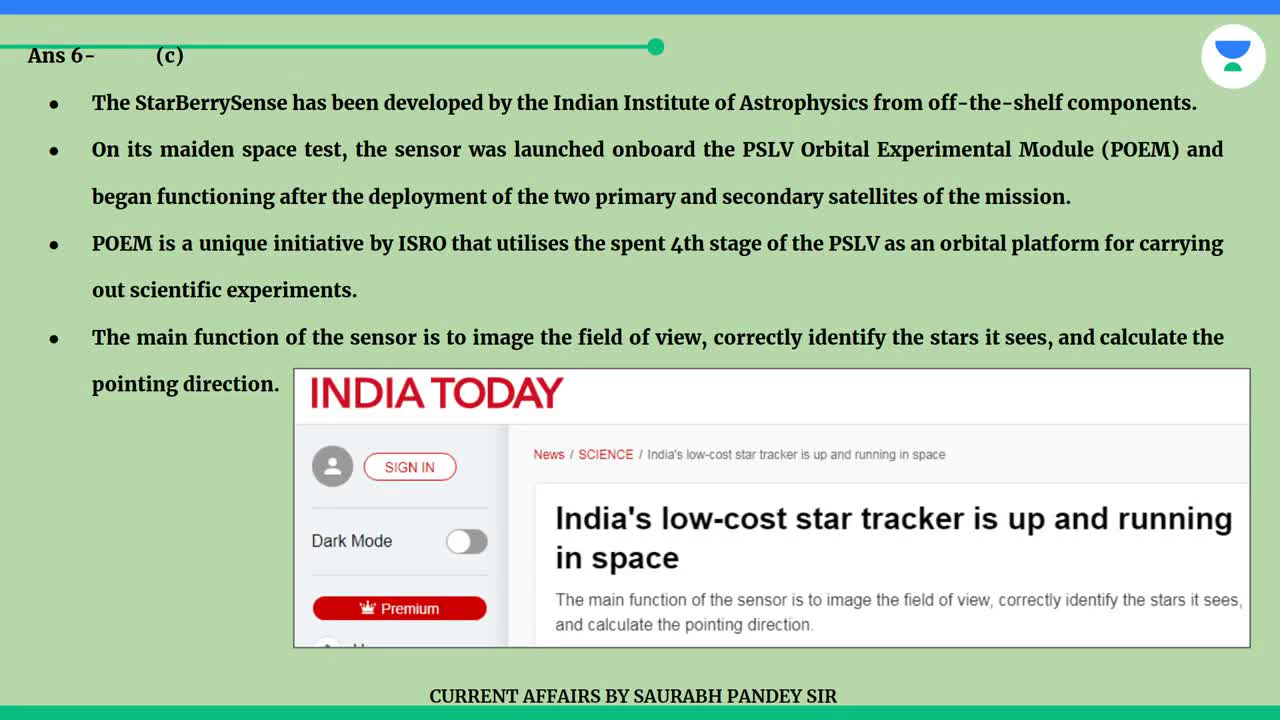 Ans 6- (c)
● The StarBerrySense has been developed by the Indian Institute of Astrophysics from off-the-shelf components.
● On its maiden space test, the sensor was launched onboard the PSLV Orbital Experimental Module (POEM) and
began functioning after the deployment of the two primary and secondary satellites of the mission.
● POEM is a unique initiative by ISRO that utilises the spent 4th stage of the PSLV as an orbital platform for carrying
out scientific experiments.
● The main function of the sensor is to image the field of view, correctly identify the stars it sees, and calculate the
pointing direction.
INDIA TODAY
SIGN IN
News / SCIENCE / India's low-cost star tracker is up and running in space
Dark Mode
Premium
India's low-cost star tracker is up and running
in space
The main function of the sensor is to image the field of view, correctly identify the stars it sees,
and calculate the pointing direction.
CURRENT AFFAIRS BY SAURABH PANDEY SIR